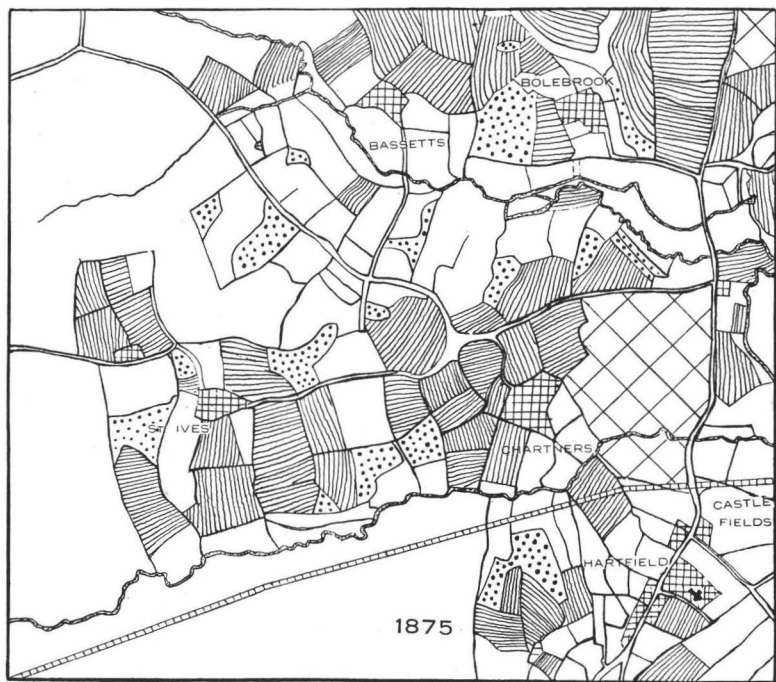 BOLEBROOK
BASSETTS
ST. IVES
CHARTNERS
CASTLE
FIELDS
HARTFIELD
1875